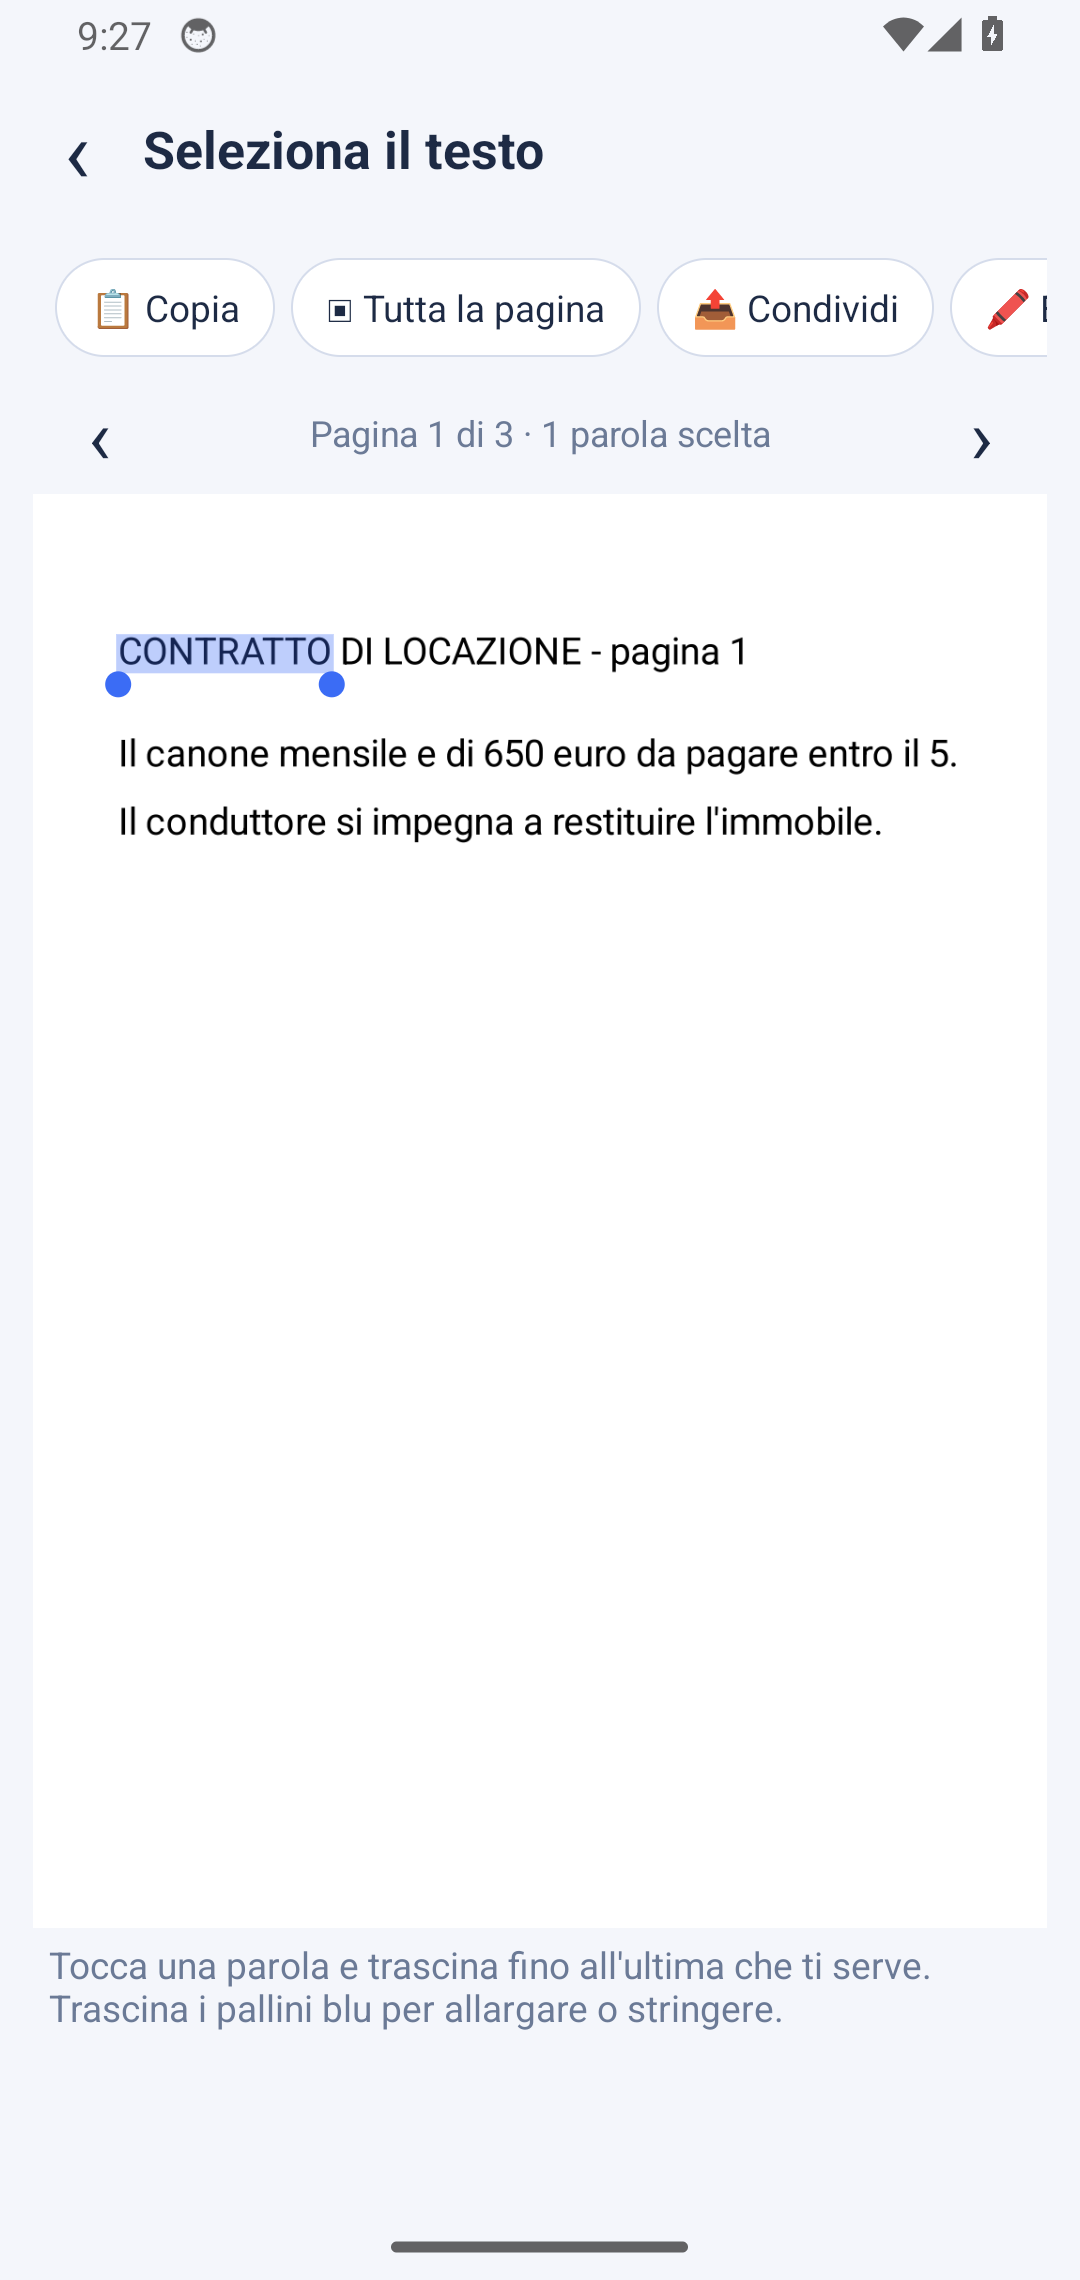 9:27
‹ Seleziona il testo
📋 Copia ▣ Tutta la pagina 📤 Condividi 🖍
‹ Pagina 1 di 3 · 1 parola scelta ›
CONTRATTO DI LOCAZIONE - pagina 1
Il canone mensile e di 650 euro da pagare entro il 5.
Il conduttore si impegna a restituire l'immobile.
Tocca una parola e trascina fino all'ultima che ti serve.
Trascina i pallini blu per allargare o stringere.